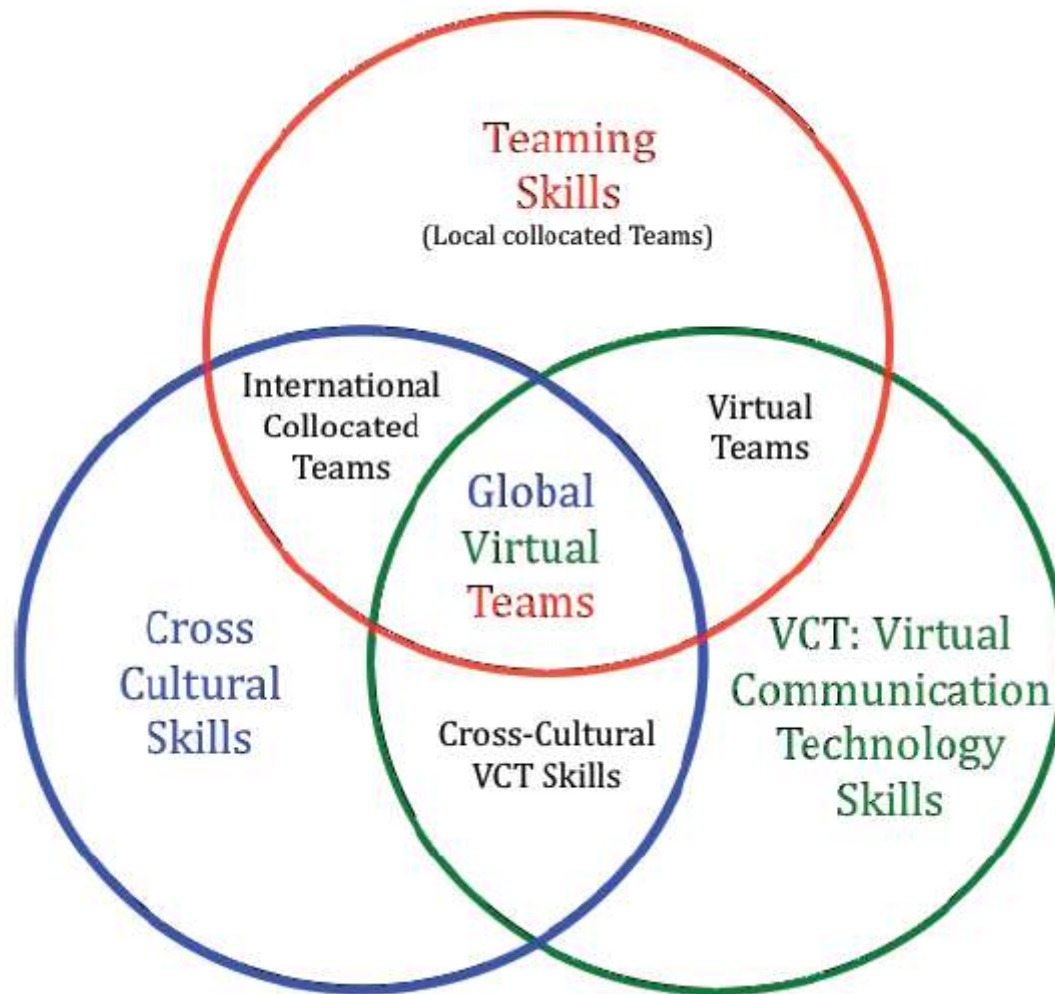 Teaming
Skills
(Local collocated Teams)
International
Collocated
Teams
Virtual
Teams
Global
Virtual
Teams
Cross
Cultural
Skills
VCT: Virtual
Communication
Technology
Skills
Cross-Cultural
VCT Skills